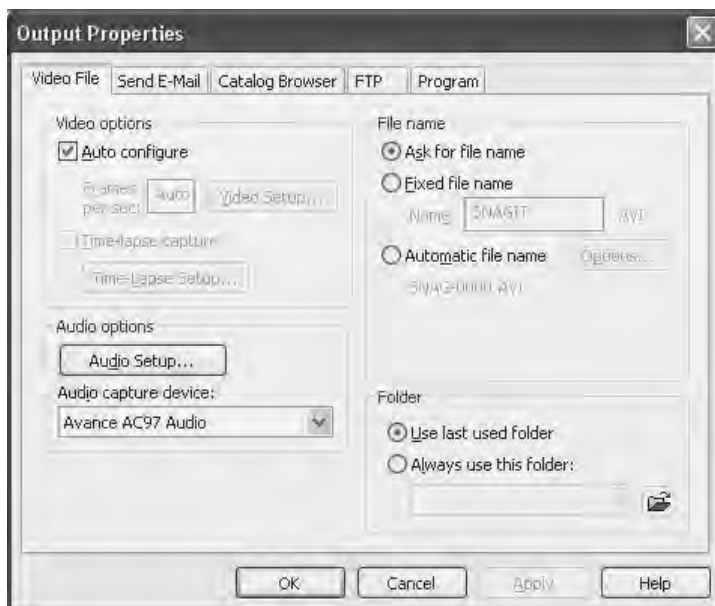 Output Properties
Video File Send E-Mail Catalog Browser FTP Program
Video options
Auto configure
Frames per sec: Auto Video Setup...
Time-lapse capture
Time-Lapse Setup...
Audio options
Audio Setup...
Audio capture device:
Avance AC97 Audio
File name
Ask for file name
Fixed file name
Name SNAGIT .AVI
Automatic file name Options...
SNAG-0000.AVI
Folder
Use last used folder
Always use this folder:
OK Cancel Apply Help